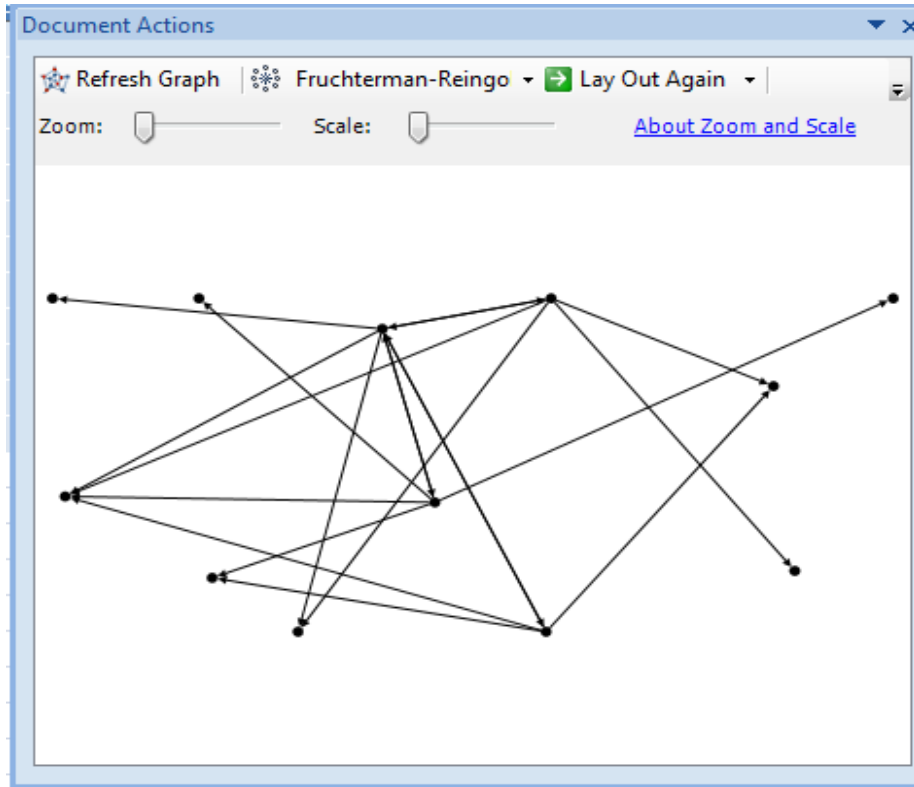 Document Actions
Refresh Graph Fruchterman-Reingo Lay Out Again
Zoom: Scale: About Zoom and Scale